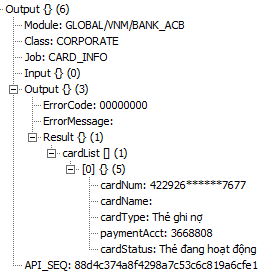 Output {} (6)
Module: GLOBAL/VNM/BANK_ACB
Class: CORPORATE
Job: CARD_INFO
Input {} (0)
Output {} (3)
ErrorCode: 00000000
ErrorMessage:
Result {} (1)
cardList [] (1)
[0] {} (5)
cardNum: 422926******7677
cardName:
cardType: Thẻ ghi nợ
paymentAcct: 3668808
cardStatus: Thẻ đang hoạt động
API_SEQ: 88d4c374a8f4298a7c53c6c819a6cfe1